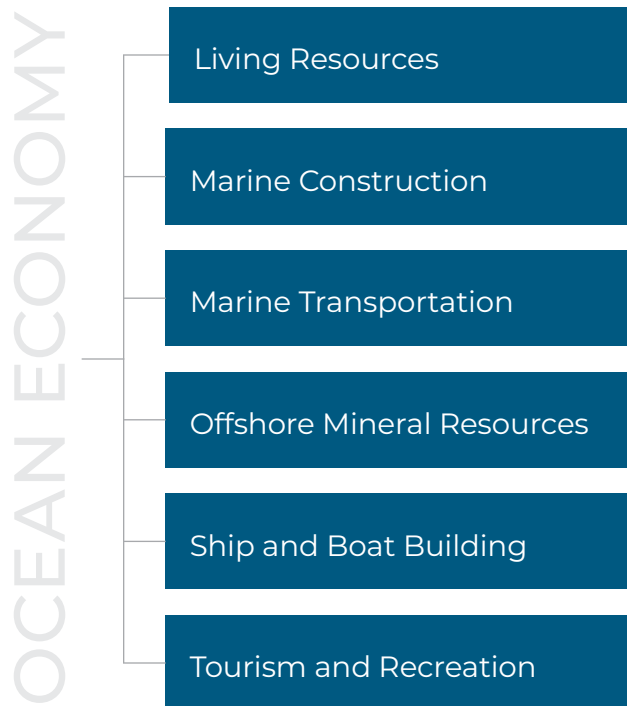 OCEAN ECONOMY
Living Resources
Marine Construction
Marine Transportation
Offshore Mineral Resources
Ship and Boat Building
Tourism and Recreation